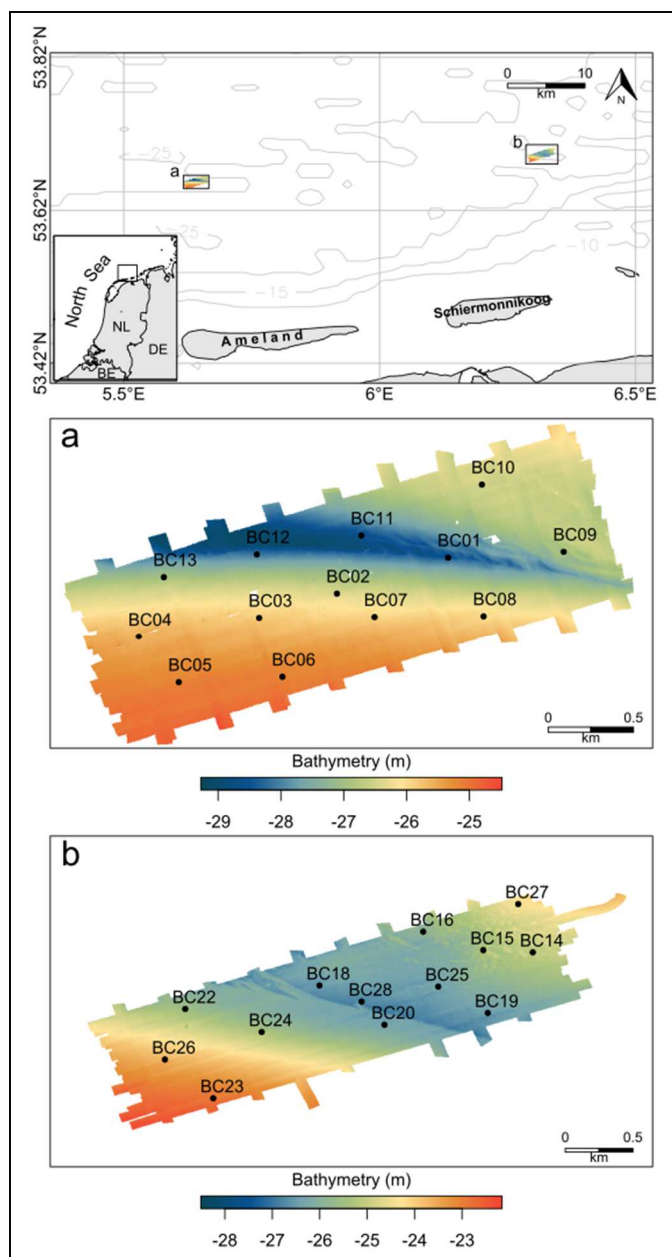 53.82°N
53.62°N
53.42°N
0 10
km
N
b
-25
a
-25
-10
-15
North Sea
NL
DE
BE
Ameland
Schiermonnikoog
5.5°E 6°E 6.5°E
a
BC10
BC11
BC09
BC12
BC01
BC13
BC02
BC04
BC03
BC07
BC08
BC05
BC06
0 0.5
km
Bathymetry (m)
-29 -28 -27 -26 -25
b
BC27
BC16
BC15
BC14
BC18
BC25
BC28
BC22
BC19
BC24
BC20
BC26
BC23
0 0.5
km
Bathymetry (m)
-28 -27 -26 -25 -24 -23